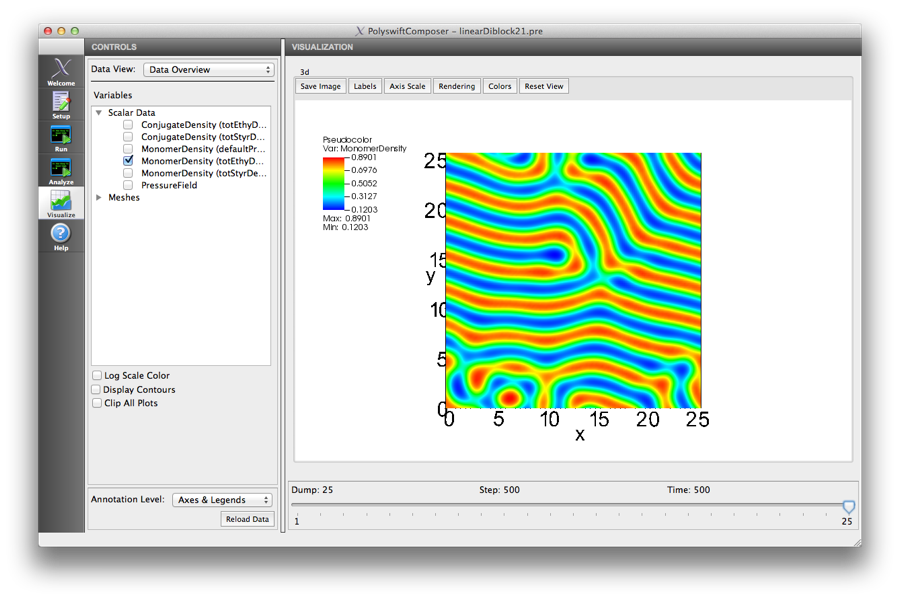 PolyswiftComposer – linearDiblock21.pre
CONTROLS
VISUALIZATION
Welcome
Setup
Run
Analyze
Visualize
Help
Data View: Data Overview
Variables
Scalar Data
ConjugateDensity (totEthyD...
ConjugateDensity (totStyrD...
MonomerDensity (defaultPr...
MonomerDensity (totEthyD...
MonomerDensity (totStyrDe...
PressureField
Meshes
Log Scale Color
Display Contours
Clip All Plots
Annotation Level: Axes & Legends
Reload Data
3d
Save Image Labels Axis Scale Rendering Colors Reset View
Pseudocolor
Var: MonomerDensity
0.8901
0.6976
0.5052
0.3127
0.1203
Max: 0.8901
Min: 0.1203
25
20
15
y
10
5
0
0 5 10 15 20 25
x
Dump: 25 Step: 500 Time: 500
1 25